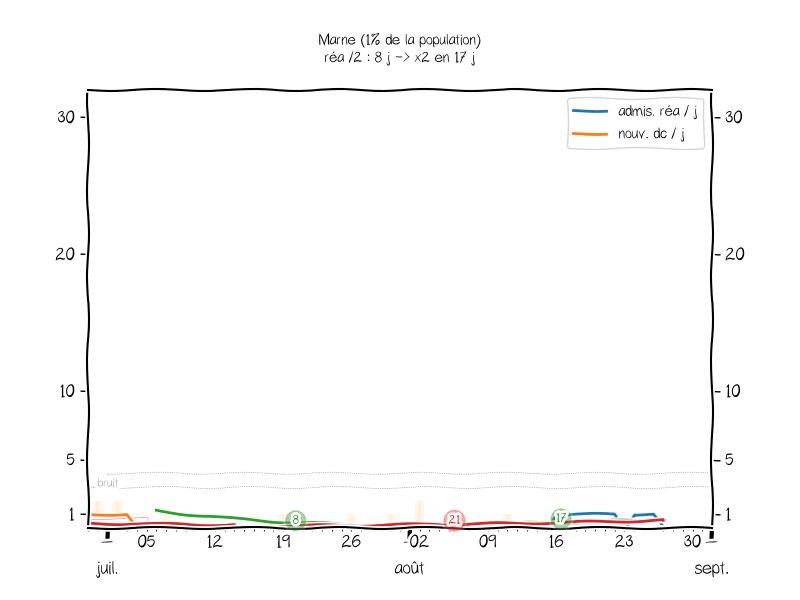 Marne (1% de la population)
réa /2 : 8 j -> x2 en 17 j
admis. réa / j
nouv. dc / j
30
30
20
20
10
10
5
5
bruit
1
1
8
21
17
05
12
19
26
02
09
16
23
30
juil.
août
sept.